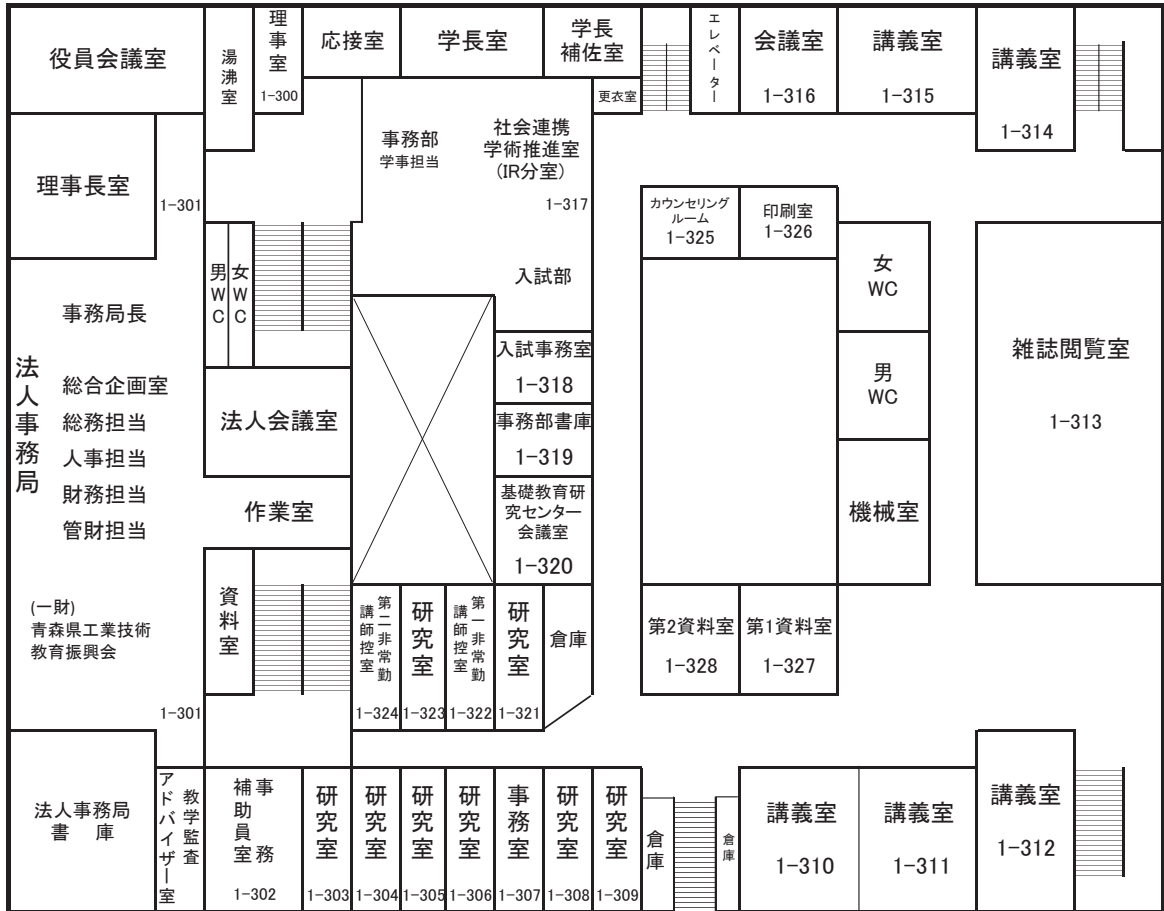 役員会議室
湯沸室
理事室
1-300
応接室
学長室
学長
補佐室
更衣室
エレベーター
会議室
1-316
講義室
1-315
講義室
1-314
理事長室
1-301
事務部
学事担当
社会連携
学術推進室
(IR分室)
1-317
カウンセリング
ルーム
1-325
印刷室
1-326
男WC
女WC
入試部
女
WC
男
WC
機械室
雑誌閲覧室
1-313
法人事務局
事務局長
総合企画室
総務担当
人事担当
財務担当
管財担当
法人会議室
作業室
入試事務室
1-318
事務部書庫
1-319
基礎教育研
究センター
会議室
1-320
(一財)
青森県工業技術
教育振興会
1-301
資料室
第二非常勤
講師控室
1-324
研究室
1-323
第一非常勤
講師控室
1-322
研究室
1-321
倉庫
第2資料室
1-328
第1資料室
1-327
法人事務局
書　庫
教学監査
アドバイザー室
事務
補助員室
1-302
研究室
1-303
研究室
1-304
研究室
1-305
研究室
1-306
事務室
1-307
研究室
1-308
研究室
1-309
倉庫
倉庫
講義室
1-310
講義室
1-311
講義室
1-312